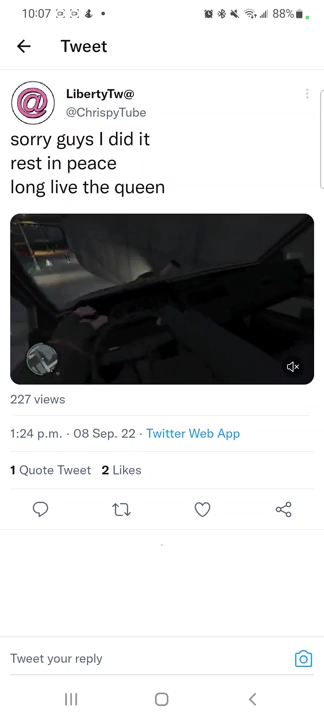 10:07
88%
Tweet
LibertyTw@
@ChrispyTube
sorry guys I did it
rest in peace
long live the queen
227 views
1:24 p.m. · 08 Sep. 22 · Twitter Web App
1 Quote Tweet 2 Likes
Tweet your reply